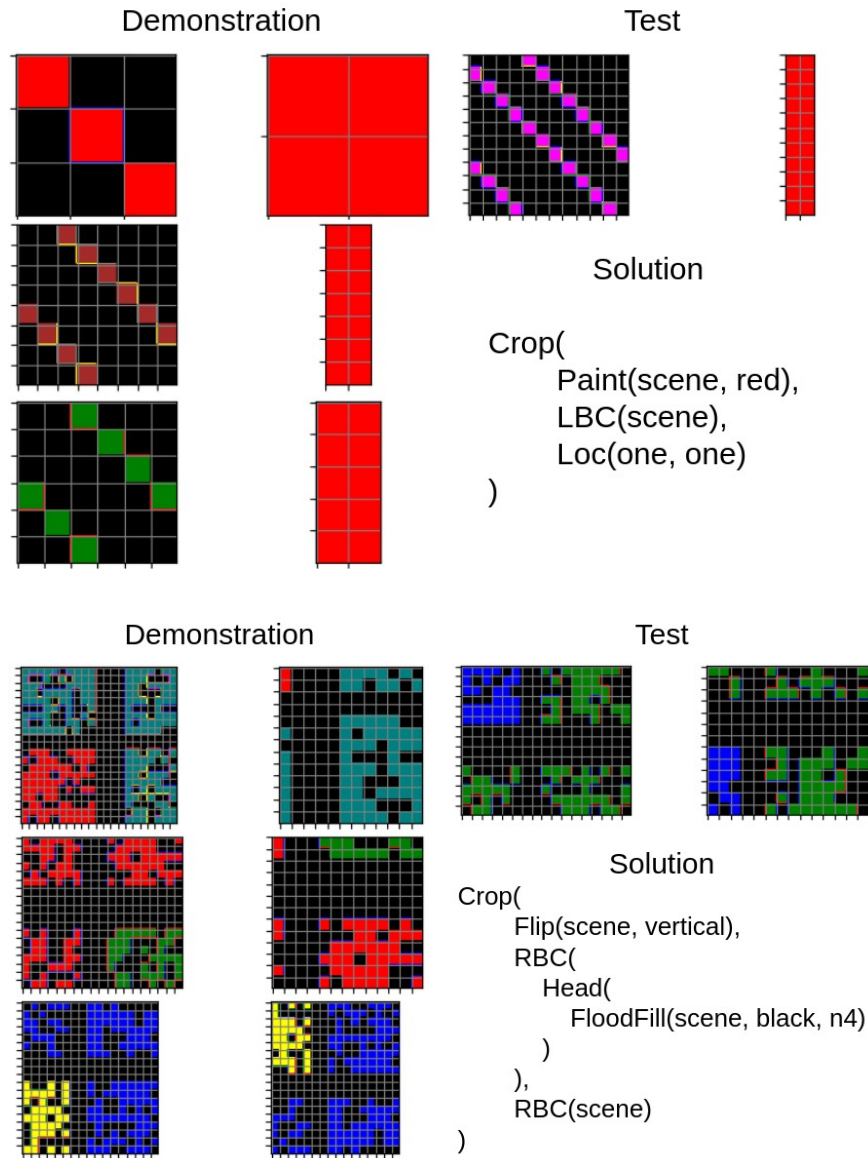 Demonstration
Test
Solution
Crop(
Paint(scene, red),
LBC(scene),
Loc(one, one)
)
Demonstration
Test
Solution
Crop(
Flip(scene, vertical),
RBC(
Head(
FloodFill(scene, black, n4)
)
),
RBC(scene)
)